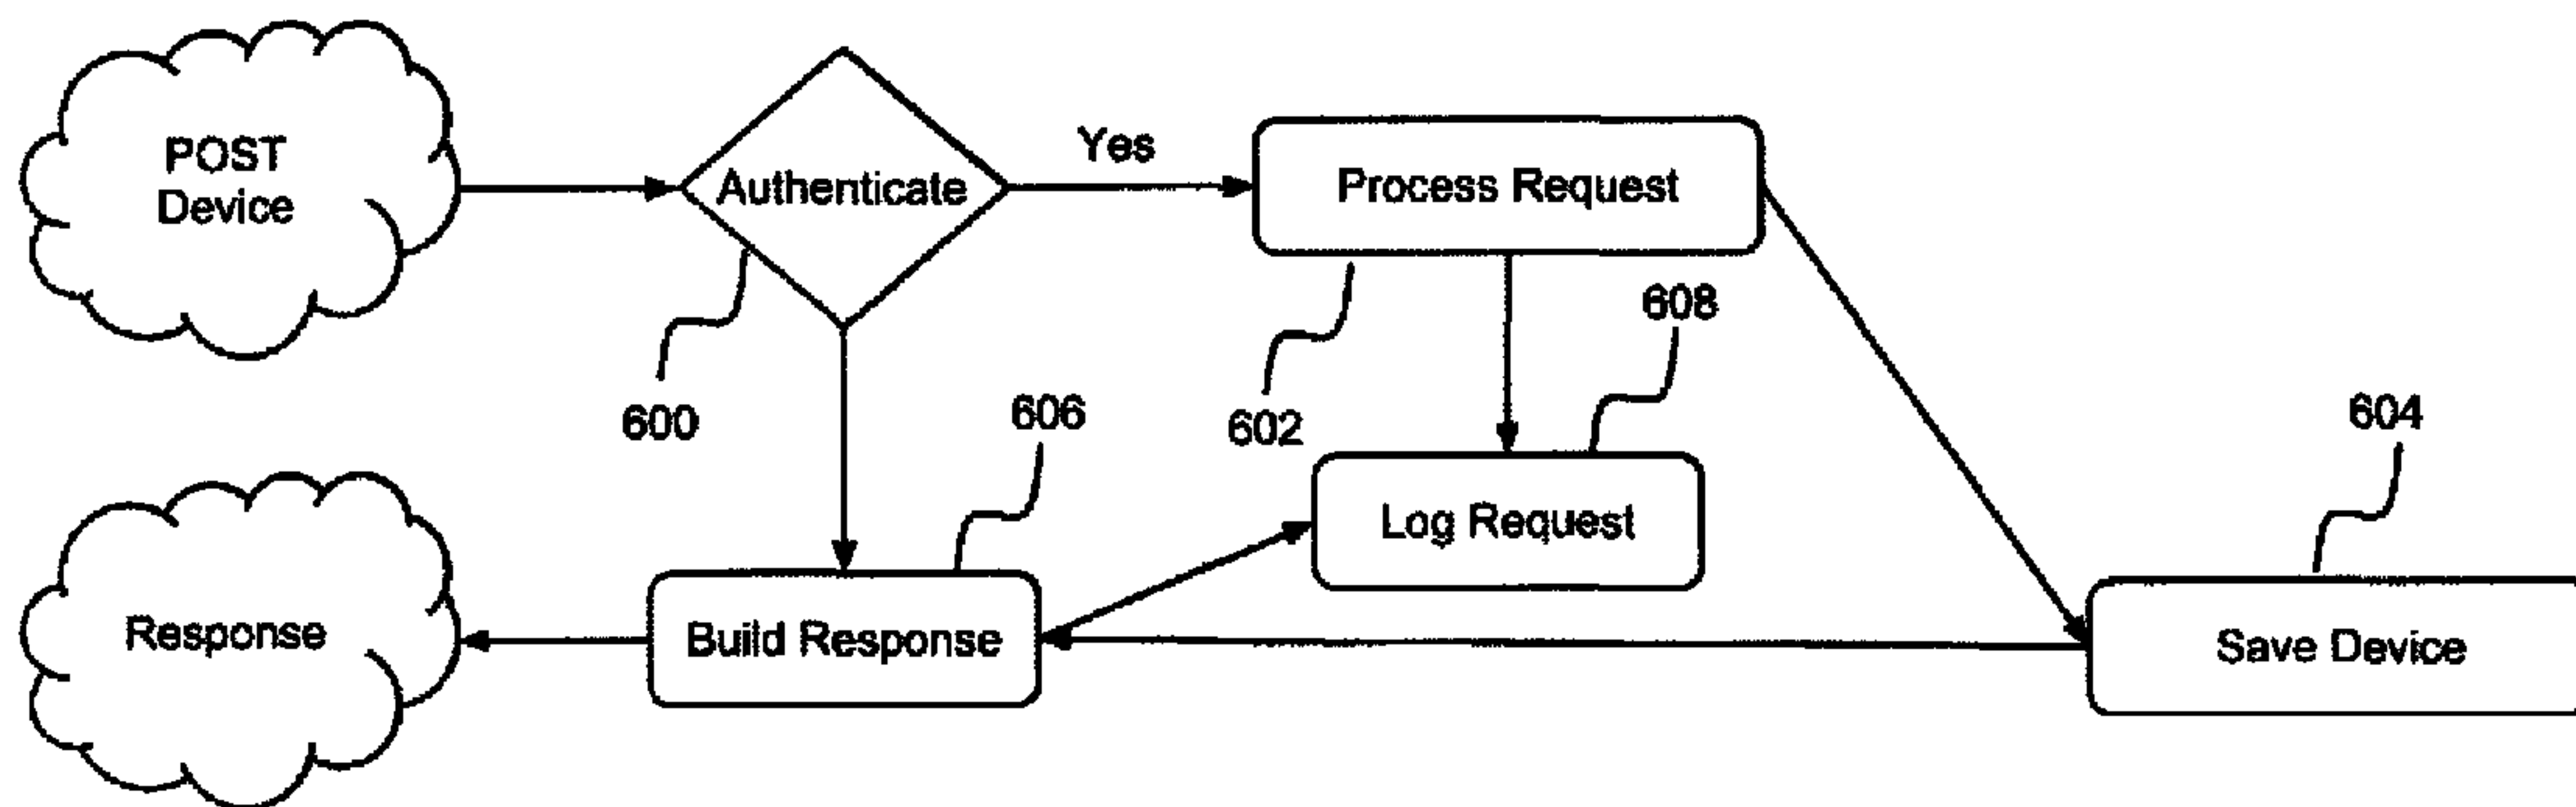 POST
Device
Authenticate
Yes
Process Request
600
602
608
606
604
Response
Build Response
Log Request
Save Device